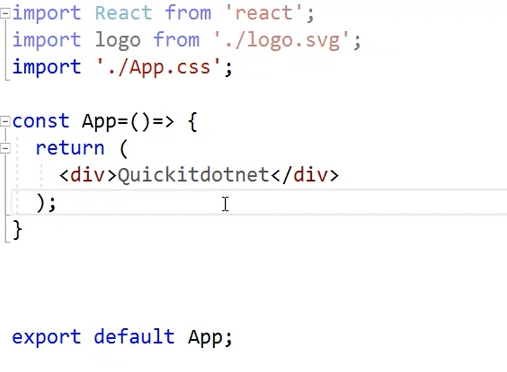 import React from 'react';
import logo from './logo.svg';
import './App.css';
const App=()=> {
return (
<div>Quickitdotnet</div>
);
}
export default App;